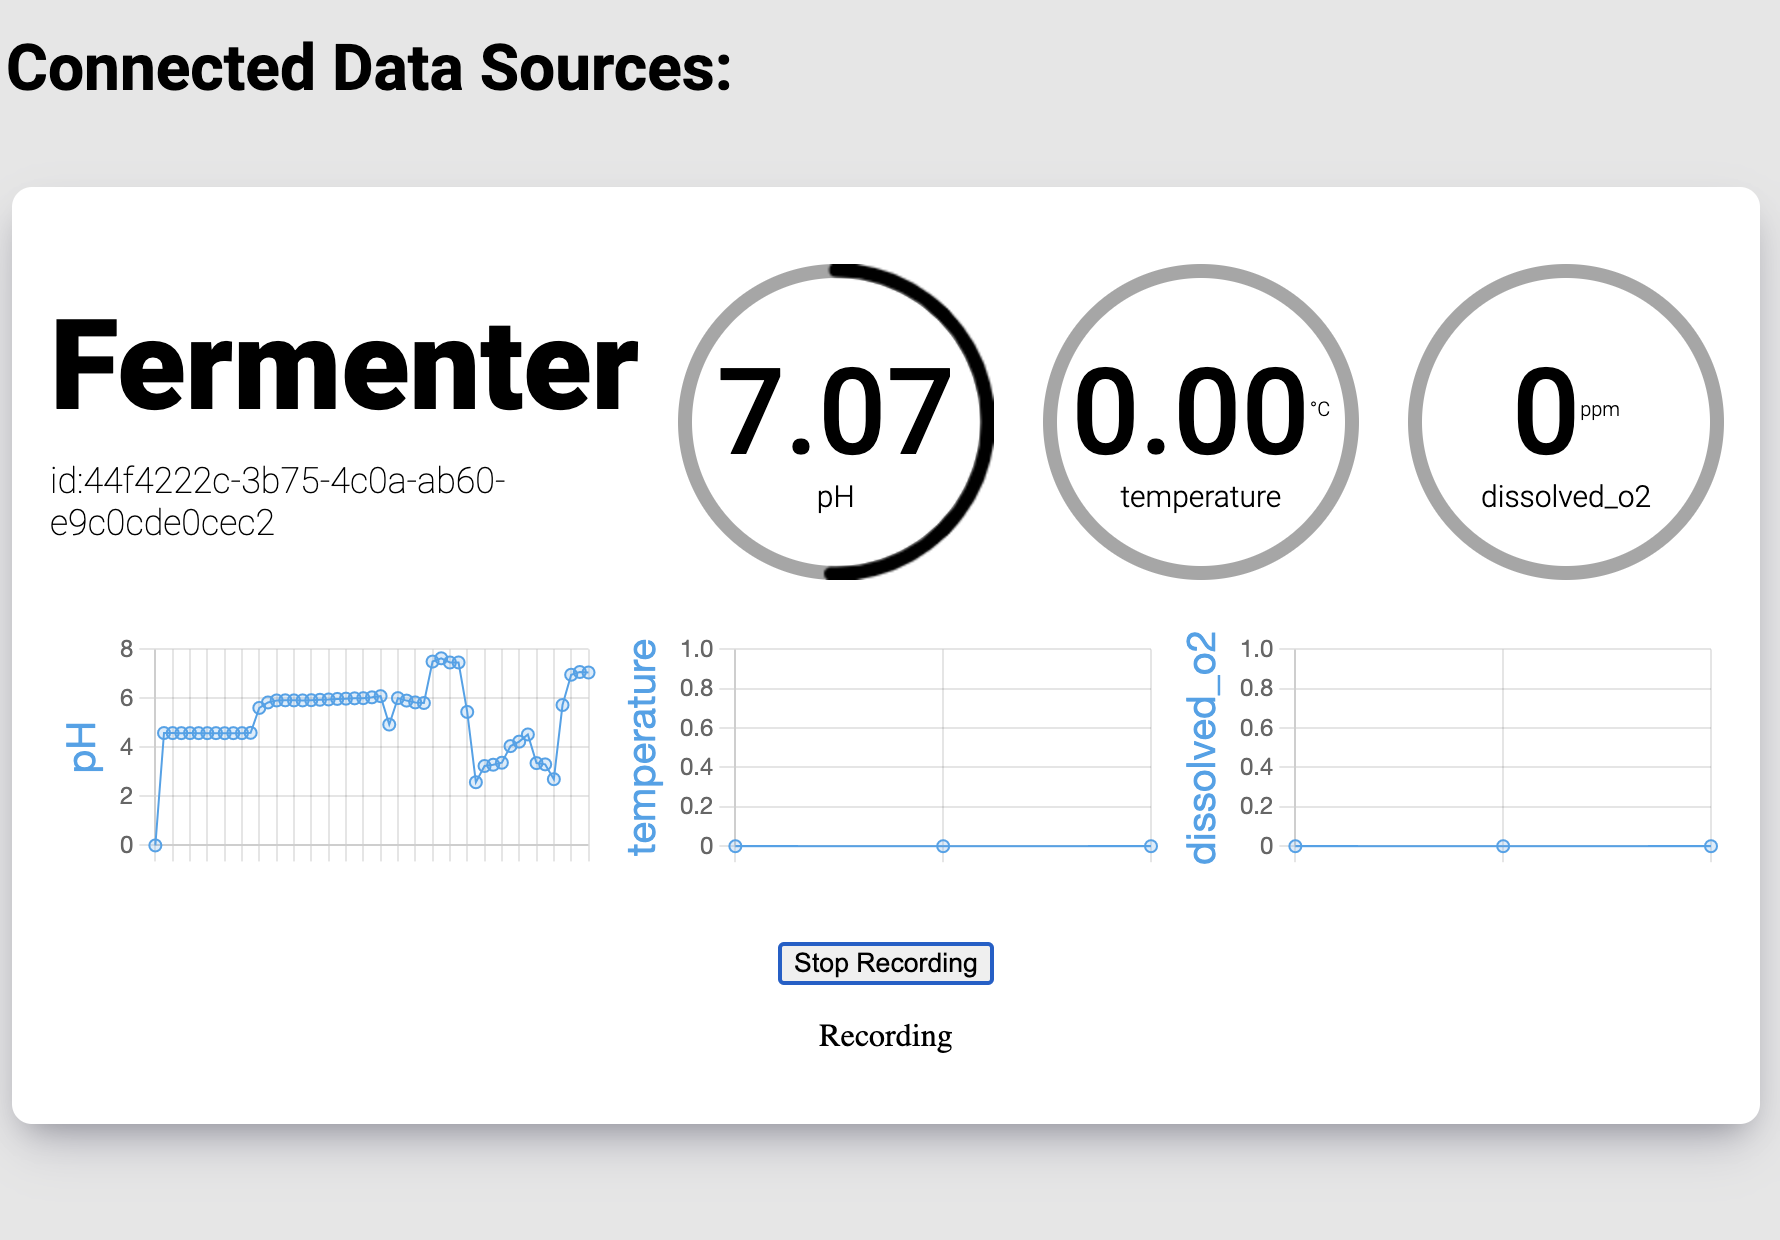 Connected Data Sources:
Fermenter
id:44f4222c-3b75-4c0a-ab60-
e9c0cde0cec2
7.07
pH
0.00 °C
temperature
0 ppm
dissolved_o2
pH
8
6
4
2
0
temperature
1.0
0.8
0.6
0.4
0.2
0
dissolved_o2
1.0
0.8
0.6
0.4
0.2
0
Stop Recording
Recording